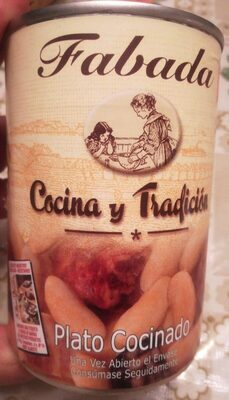 Fabada
Cocina y Tradición
Plato Cocinado
Una Vez Abierto el Envase
Consúmase Seguidamente